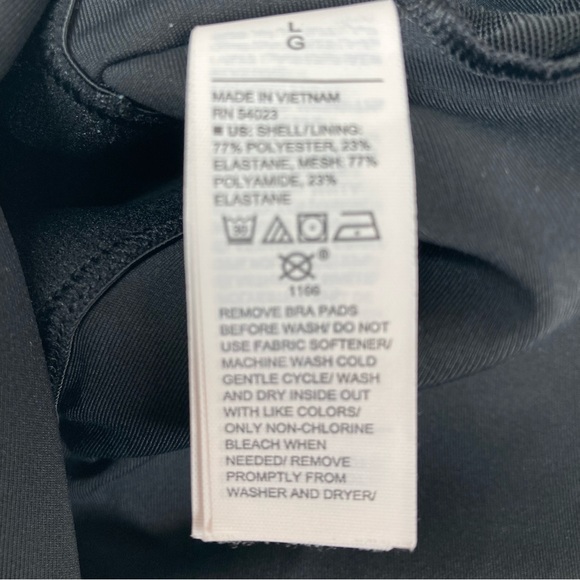 L
G
MADE IN VIETNAM
RN 54023
■ US: SHELL/LINING:
77% POLYESTER, 23%
ELASTANE, MESH: 77%
POLYAMIDE, 23%
ELASTANE
30
®
1166
REMOVE BRA PADS
BEFORE WASH/ DO NOT
USE FABRIC SOFTENER/
MACHINE WASH COLD
GENTLE CYCLE/ WASH
AND DRY INSIDE OUT
WITH LIKE COLORS/
ONLY NON-CHLORINE
BLEACH WHEN
NEEDED/ REMOVE
PROMPTLY FROM
WASHER AND DRYER/